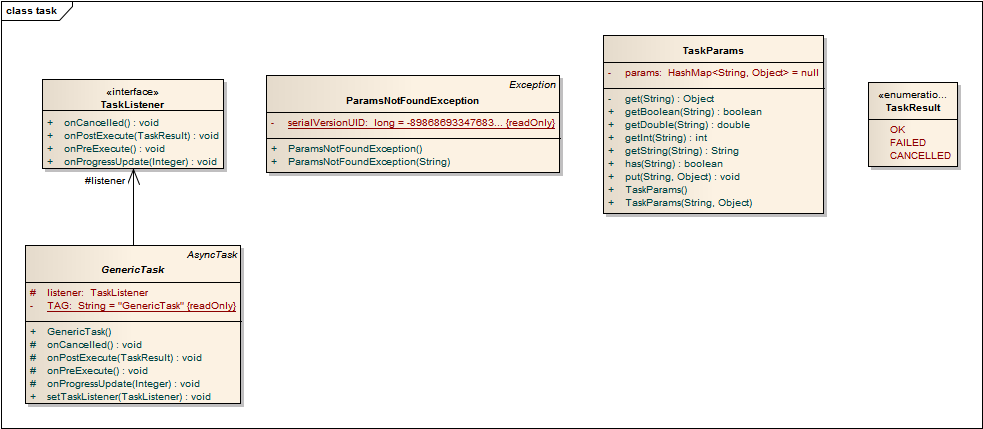 class task
«interface»
TaskListener
+ onCancelled() : void
+ onPostExecute(TaskResult) : void
+ onPreExecute() : void
+ onProgressUpdate(Integer) : void
#listener
AsyncTask
GenericTask
# listener: TaskListener
- TAG: String = "GenericTask" {readOnly}
+ GenericTask()
# onCancelled() : void
# onPostExecute(TaskResult) : void
# onPreExecute() : void
# onProgressUpdate(Integer) : void
+ setTaskListener(TaskListener) : void
Exception
ParamsNotFoundException
- serialVersionUID: long = -89868693347683... {readOnly}
+ ParamsNotFoundException()
+ ParamsNotFoundException(String)
TaskParams
- params: HashMap<String, Object> = null
- get(String) : Object
+ getBoolean(String) : boolean
+ getDouble(String) : double
+ getInt(String) : int
+ getString(String) : String
+ has(String) : boolean
+ put(String, Object) : void
+ TaskParams()
+ TaskParams(String, Object)
«enumeratio...
TaskResult
OK
FAILED
CANCELLED